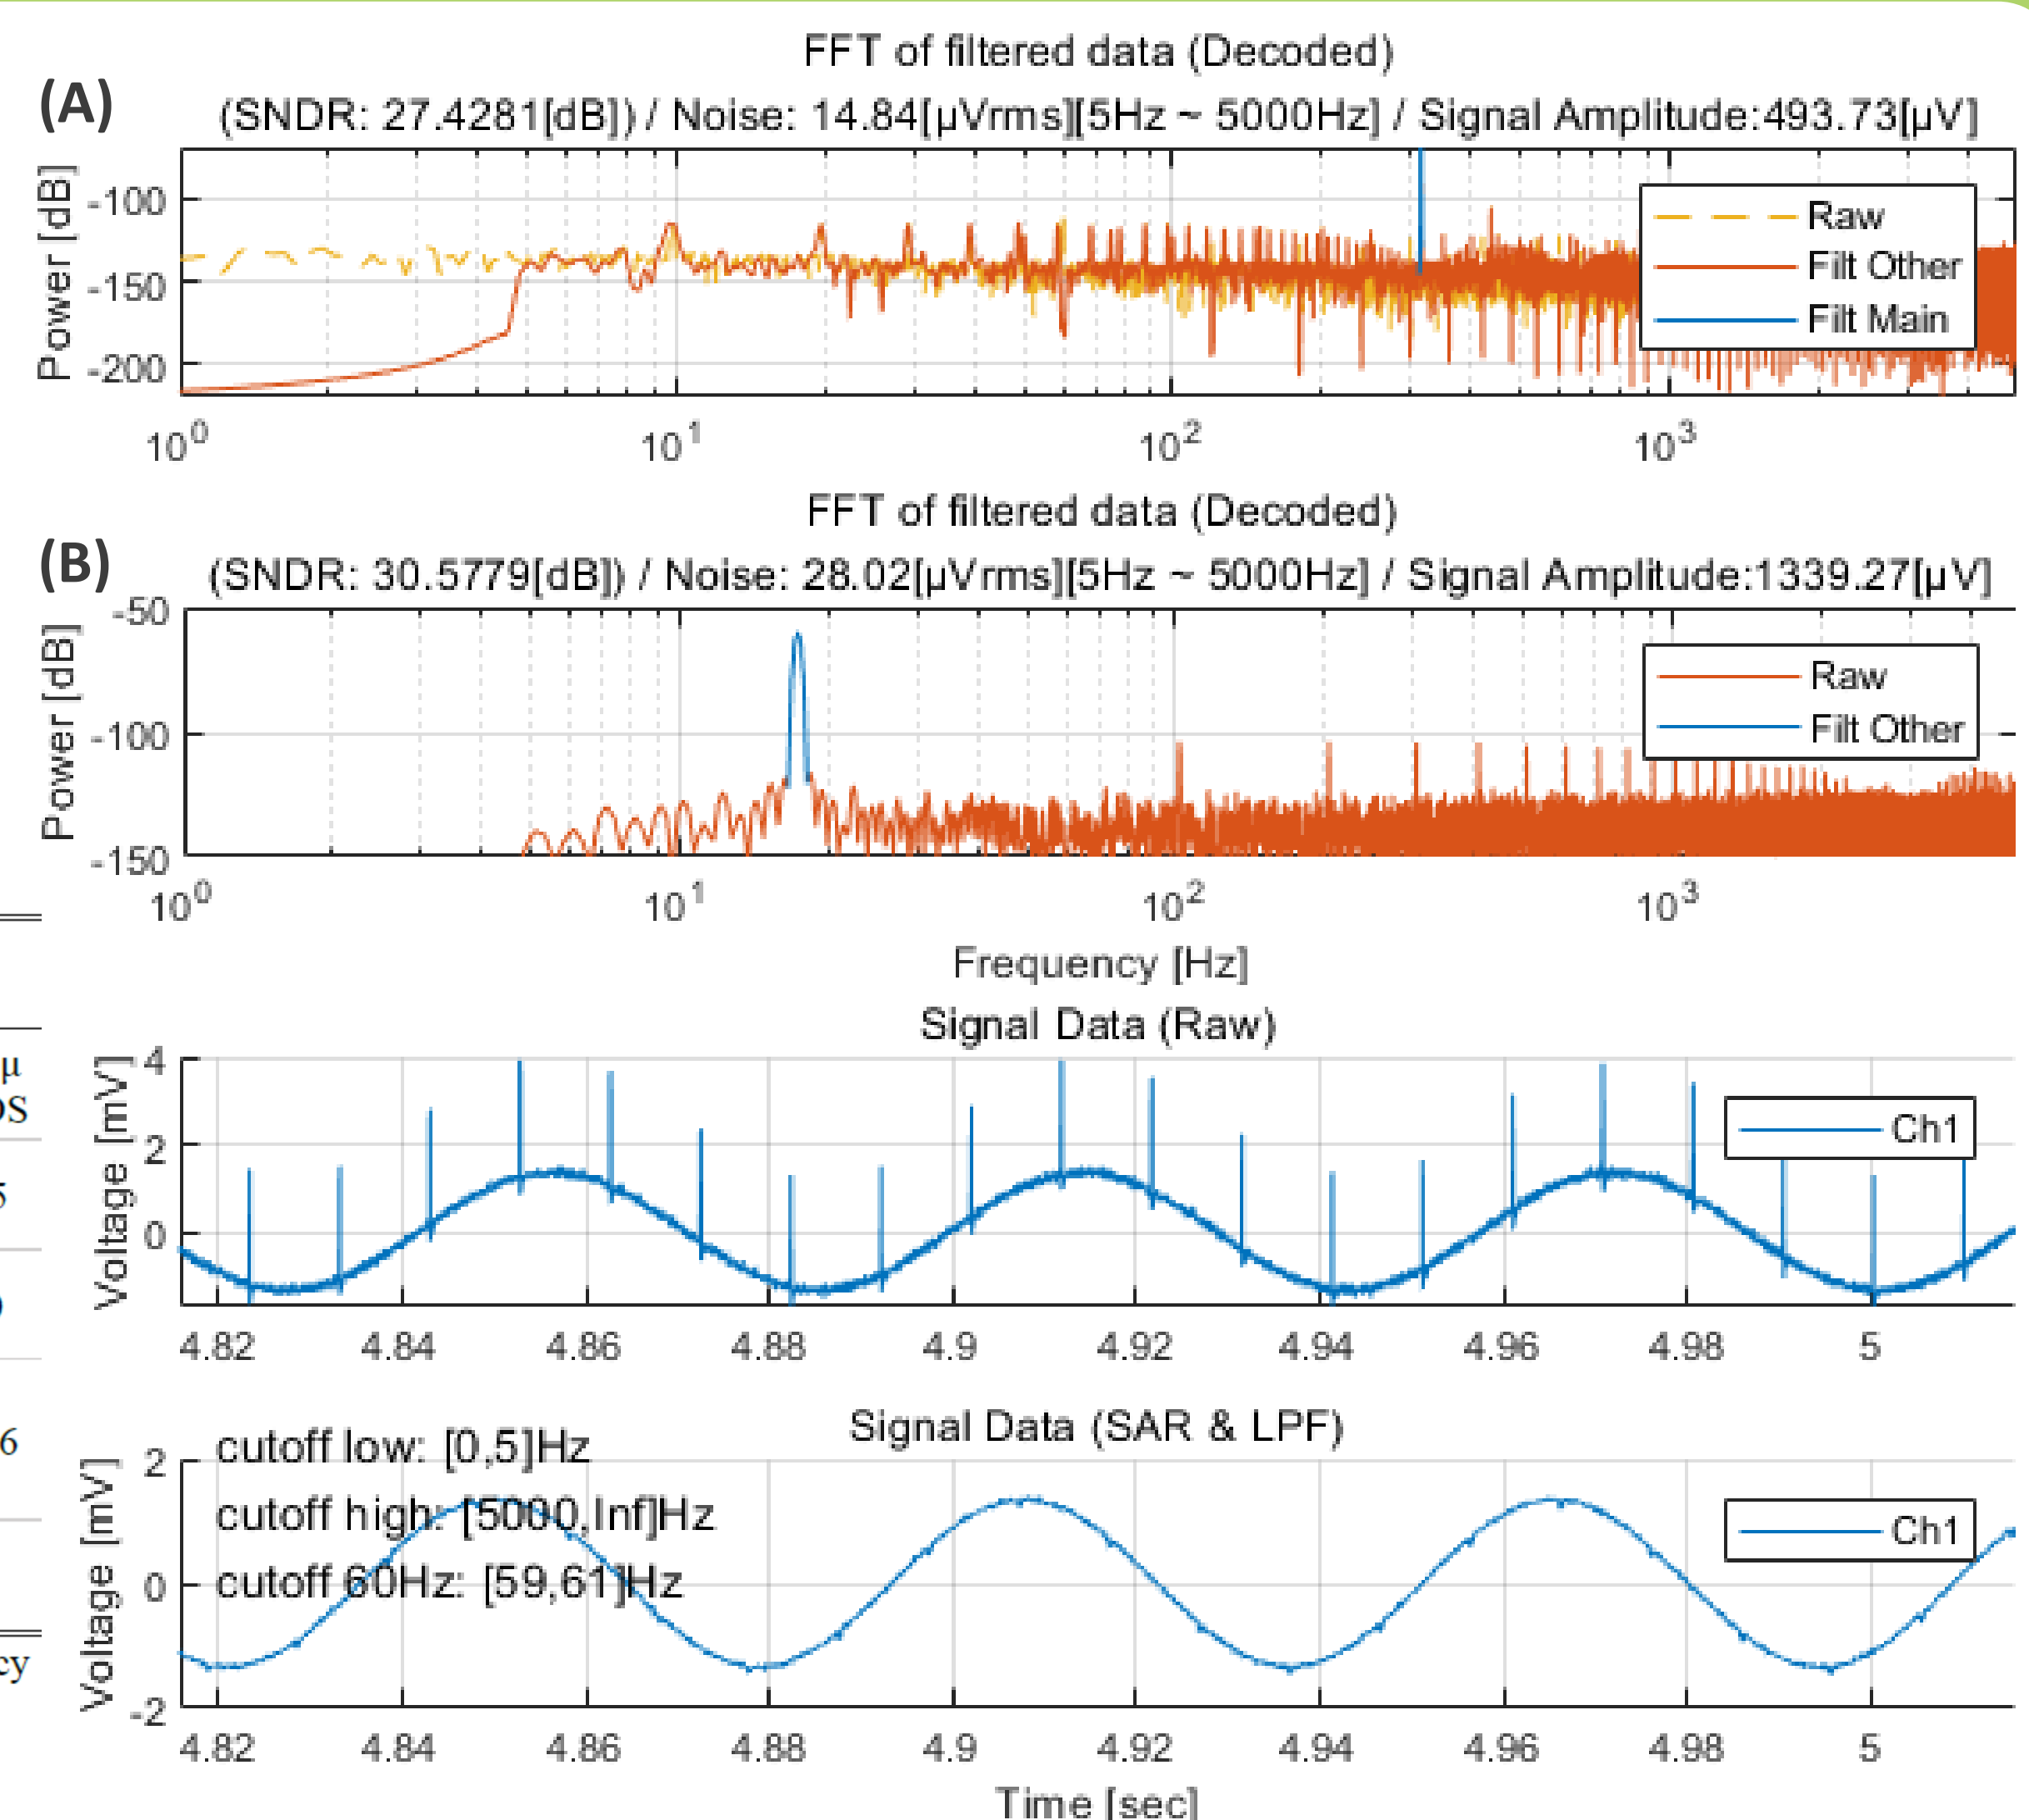 (A)
FFT of filtered data (Decoded)
(SNDR: 27.4281[dB]) / Noise: 14.84[µVrms][5Hz ~ 5000Hz] / Signal Amplitude:493.73[µV]
Power [dB]
-100
-150
-200
Raw
Filt Other
Filt Main
10^0 10^1 10^2 10^3
(B)
FFT of filtered data (Decoded)
(SNDR: 30.5779[dB]) / Noise: 28.02[µVrms][5Hz ~ 5000Hz] / Signal Amplitude:1339.27[µV]
Power [dB]
-50
-100
-150
Raw
Filt Other
10^0 10^1 10^2 10^3
Frequency [Hz]
Signal Data (Raw)
Voltage [mV]
4
2
0
Ch1
4.82 4.84 4.86 4.88 4.9 4.92 4.94 4.96 4.98 5
Signal Data (SAR & LPF)
Voltage [mV]
2
0
-2
cutoff low: [0,5]Hz
cutoff high: [5000,Inf]Hz
cutoff 60Hz: [59,61]Hz
Ch1
4.82 4.84 4.86 4.88 4.9 4.92 4.94 4.96 4.98 5
Time [sec]
µ
6